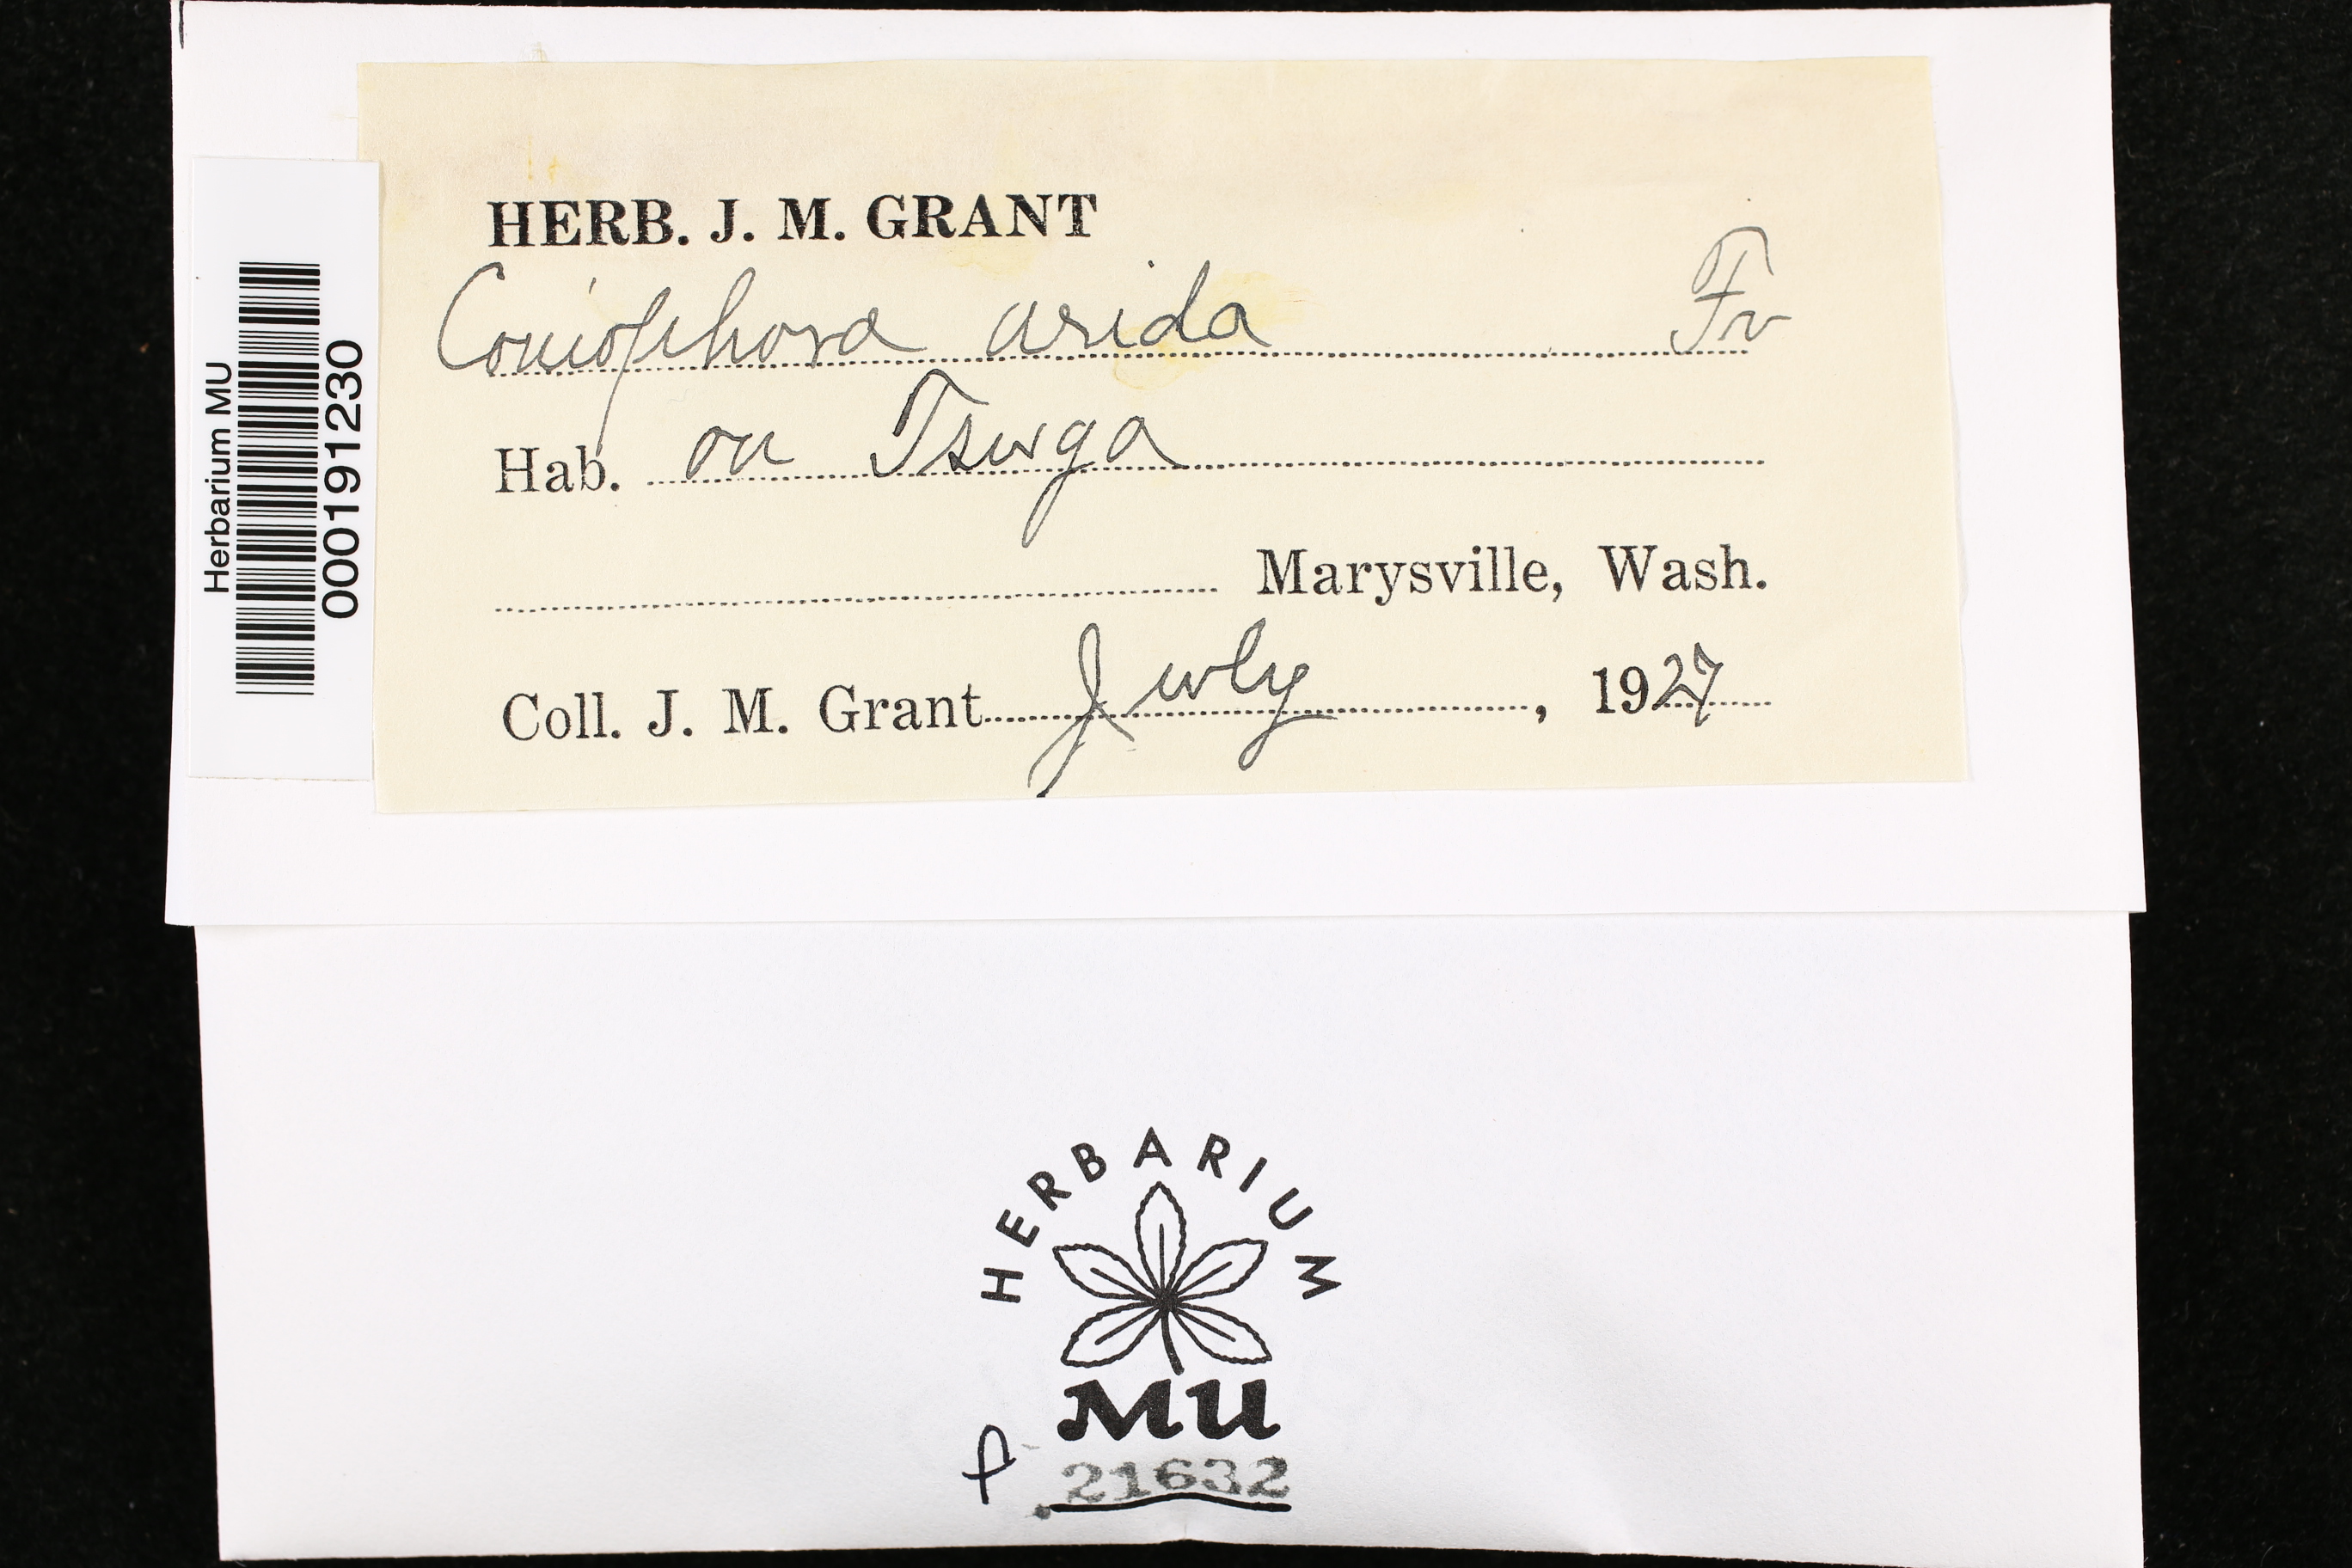 HERB. J. M. GRANT
Coniophora arida Fr
Hab. on Tsuga
Marysville, Wash.
Coll. J. M. Grant July, 1927
Herbarium MU
000191230
HERBARIUM
MU
21632